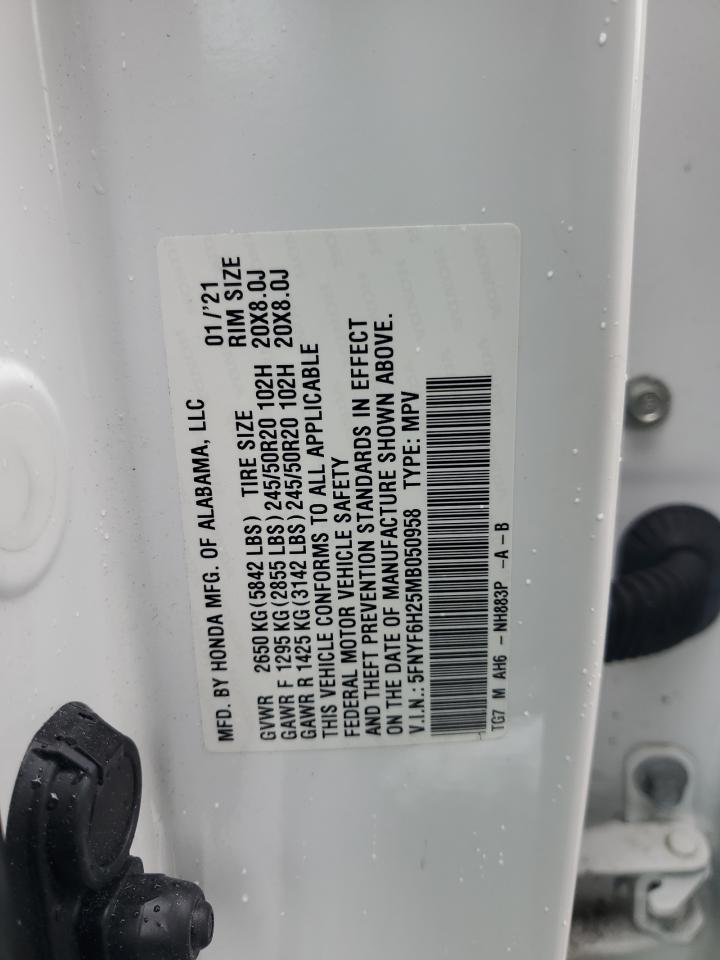 MFD. BY HONDA MFG. OF ALABAMA, LLC 01/'21
GVWR 2650 KG(5842 LBS) TIRE SIZE RIM SIZE
GAWR F 1295 KG(2855 LBS)245/50R20 102H 20X8.0J
GAWR R 1425 KG(3142 LBS)245/50R20 102H 20X8.0J
THIS VEHICLE CONFORMS TO ALL APPLICABLE
FEDERAL MOTOR VEHICLE SAFETY
AND THEFT PREVENTION STANDARDS IN EFFECT
ON THE DATE OF MANUFACTURE SHOWN ABOVE.
V.I.N.: 5FNYF6H25MB050958 TYPE: MPV
TG7 M AH6 - NH883P -A-B